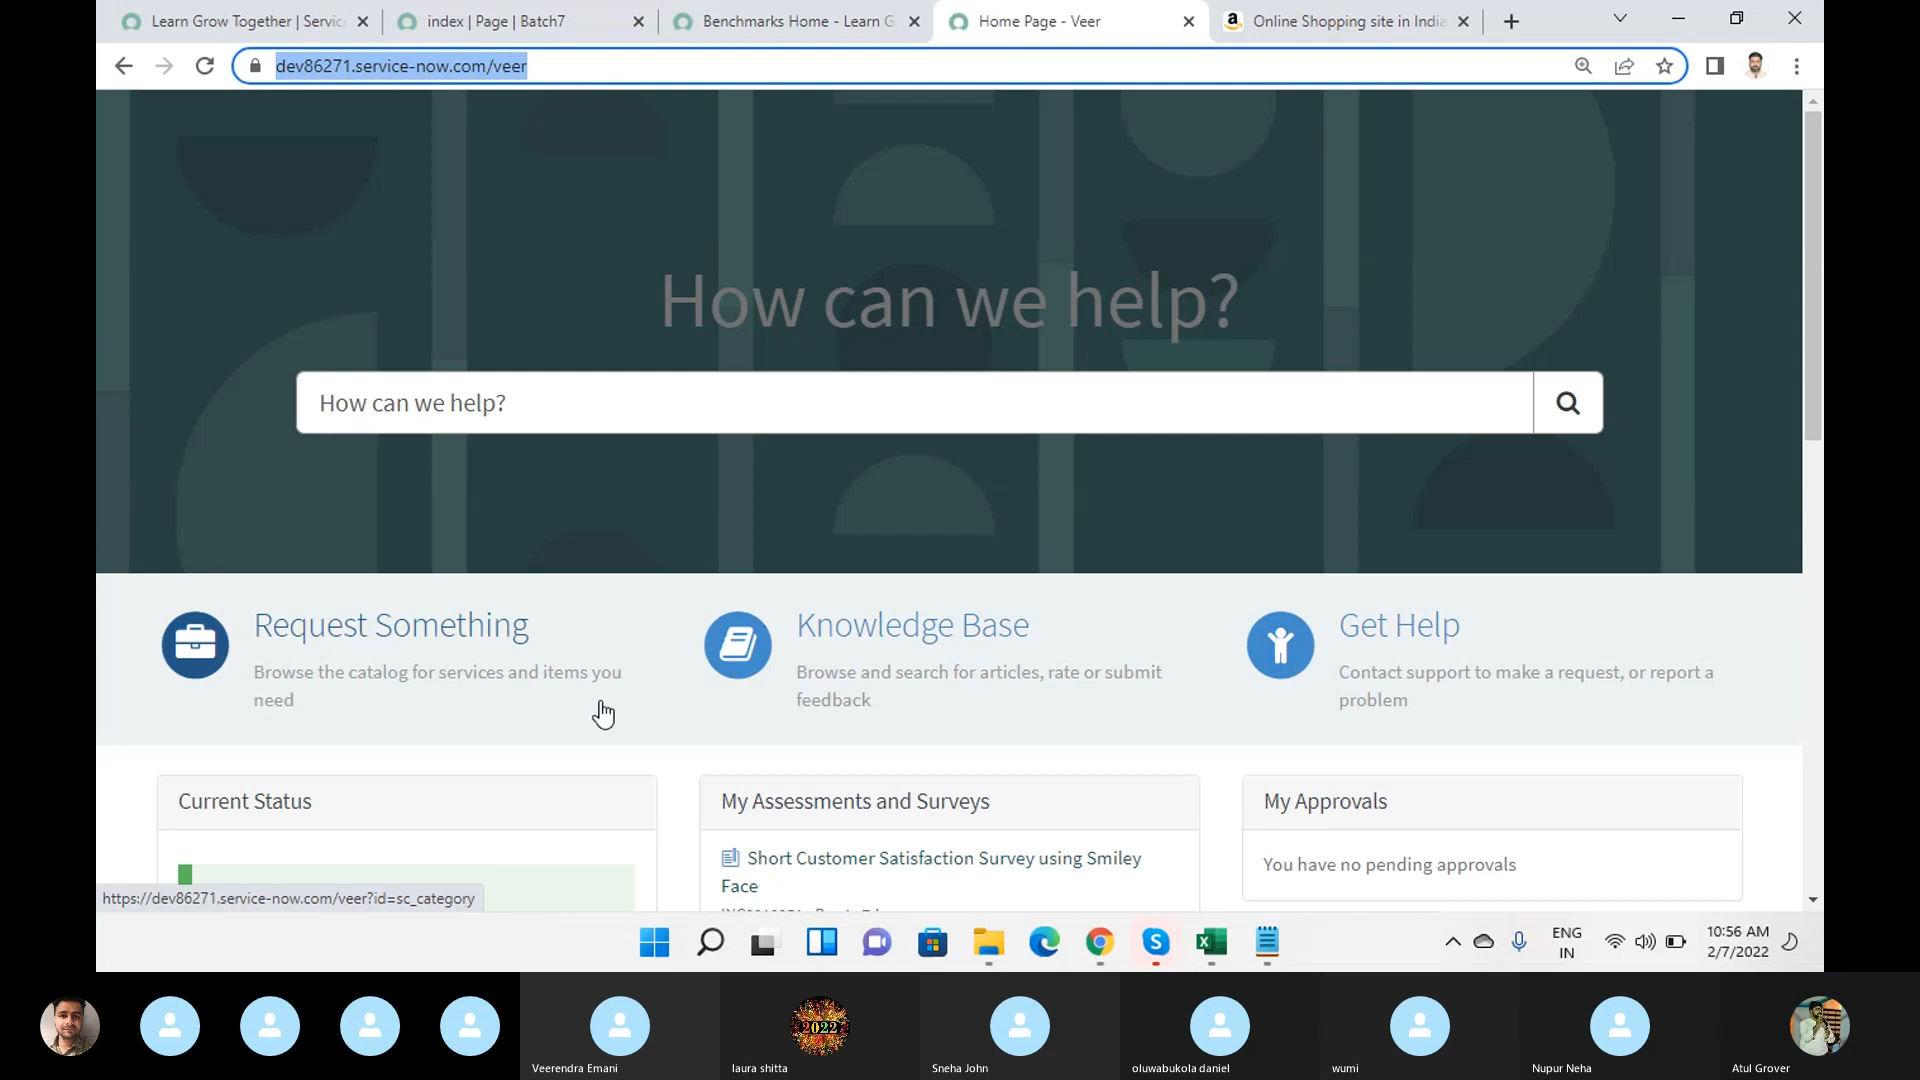 Learn Grow Together | Servic
index | Page | Batch7
Benchmarks Home - Learn G
Home Page - Veer
Online Shopping site in India
dev86271.service-now.com/veer
How can we help?
How can we help?
Request Something
Browse the catalog for services and items you
need
Knowledge Base
Browse and search for articles, rate or submit
feedback
Get Help
Contact support to make a request, or report a
problem
Current Status
My Assessments and Surveys
My Approvals
Short Customer Satisfaction Survey using Smiley
Face
You have no pending approvals
https://dev86271.service-now.com/veer?id=sc_category
ENG
IN
10:56 AM
2/7/2022
2022
Veerendra Emani
laura shitta
Sneha John
oluwabukola daniel
wumi
Nupur Neha
Atul Grover